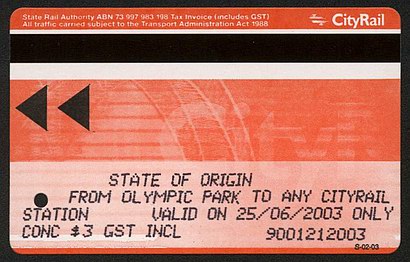 State Rail Authority ABN 73 997 983 198 Tax Invoice (includes GST)
All traffic carried subject to the Transport Administration Act 1988
CityRail
STATE OF ORIGIN
FROM OLYMPIC PARK TO ANY CITYRAIL
STATION VALID ON 25/06/2003 ONLY
CONC $3 GST INCL 9001212003
S-02-03